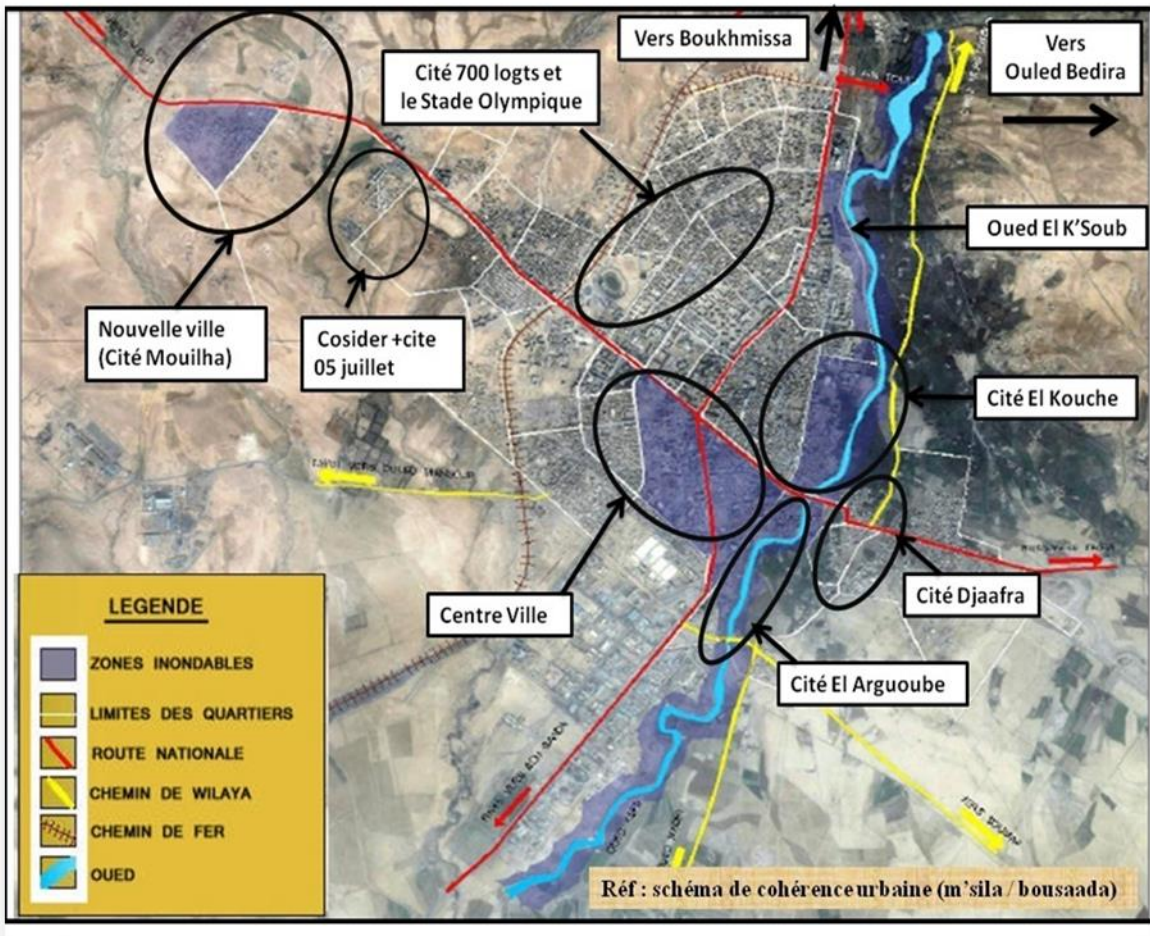 Vers Boukhmissa
Vers
Ouled Bedira
Cité 700 logts et
le Stade Olympique
Oued El K'Soub
Nouvelle ville
(Cité Mouilha)
Cosider +cite
05 juillet
Cité El Kouche
Centre Ville
Cité Djaafra
Cité El Arguoube
LEGENDE
ZONES INONDABLES
LIMITES DES QUARTIERS
ROUTE NATIONALE
CHEMIN DE WILAYA
CHEMIN DE FER
OUED
Réf : schéma de cohérence urbaine (m'sila / bousaada)